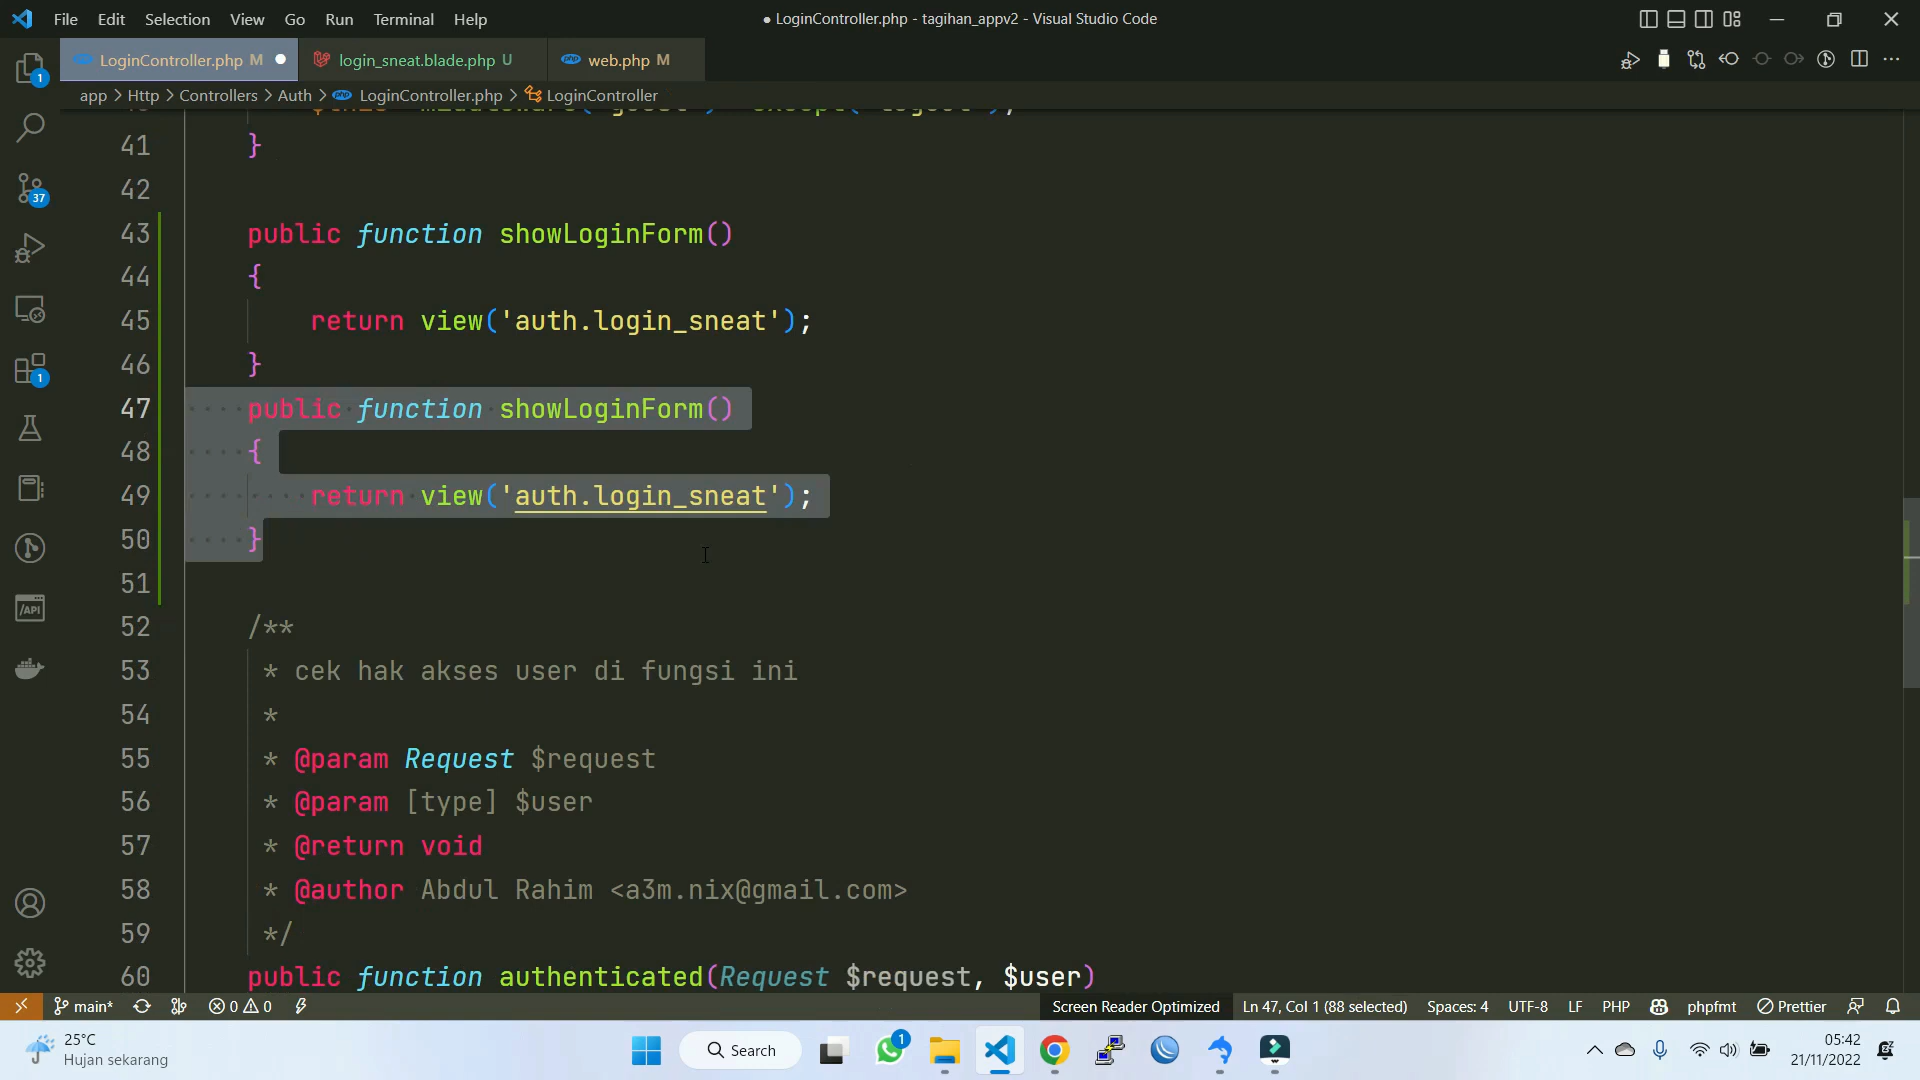 File Edit Selection View Go Run Terminal Help
● LoginController.php - tagihan_appv2 - Visual Studio Code
LoginController.php M
login_sneat.blade.php U
web.php M
app > Http > Controllers > Auth > LoginController.php > LoginController
1
37
1
/API
41 }
42
43 public function showLoginForm()
44 {
45 return view('auth.login_sneat');
46 }
47 public function showLoginForm()
48 {
49 return view('auth.login_sneat');
50 }
51
52 /**
53 * cek hak akses user di fungsi ini
54 *
55 * @param Request $request
56 * @param [type] $user
57 * @return void
58 * @author Abdul Rahim <a3m.nix@gmail.com>
59 */
60 public function authenticated(Request $request, $user)
main* 0 0 Screen Reader Optimized Ln 47, Col 1 (88 selected) Spaces: 4 UTF-8 LF PHP phpfmt Prettier
25°C
Hujan sekarang
Search
1
05:42
21/11/2022